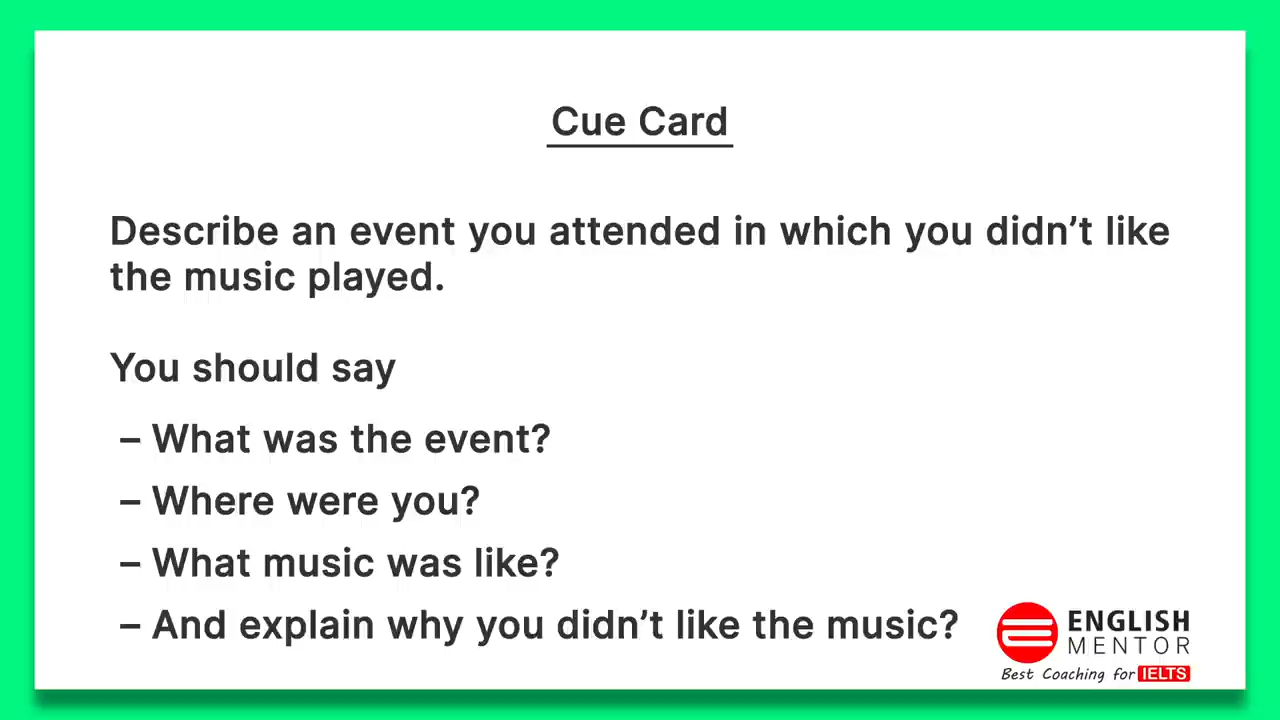 Cue Card
Describe an event you attended in which you didn’t like
the music played.
You should say
– What was the event?
– Where were you?
– What music was like?
– And explain why you didn’t like the music?
ENGLISH
MENTOR
Best Coaching for IELTS